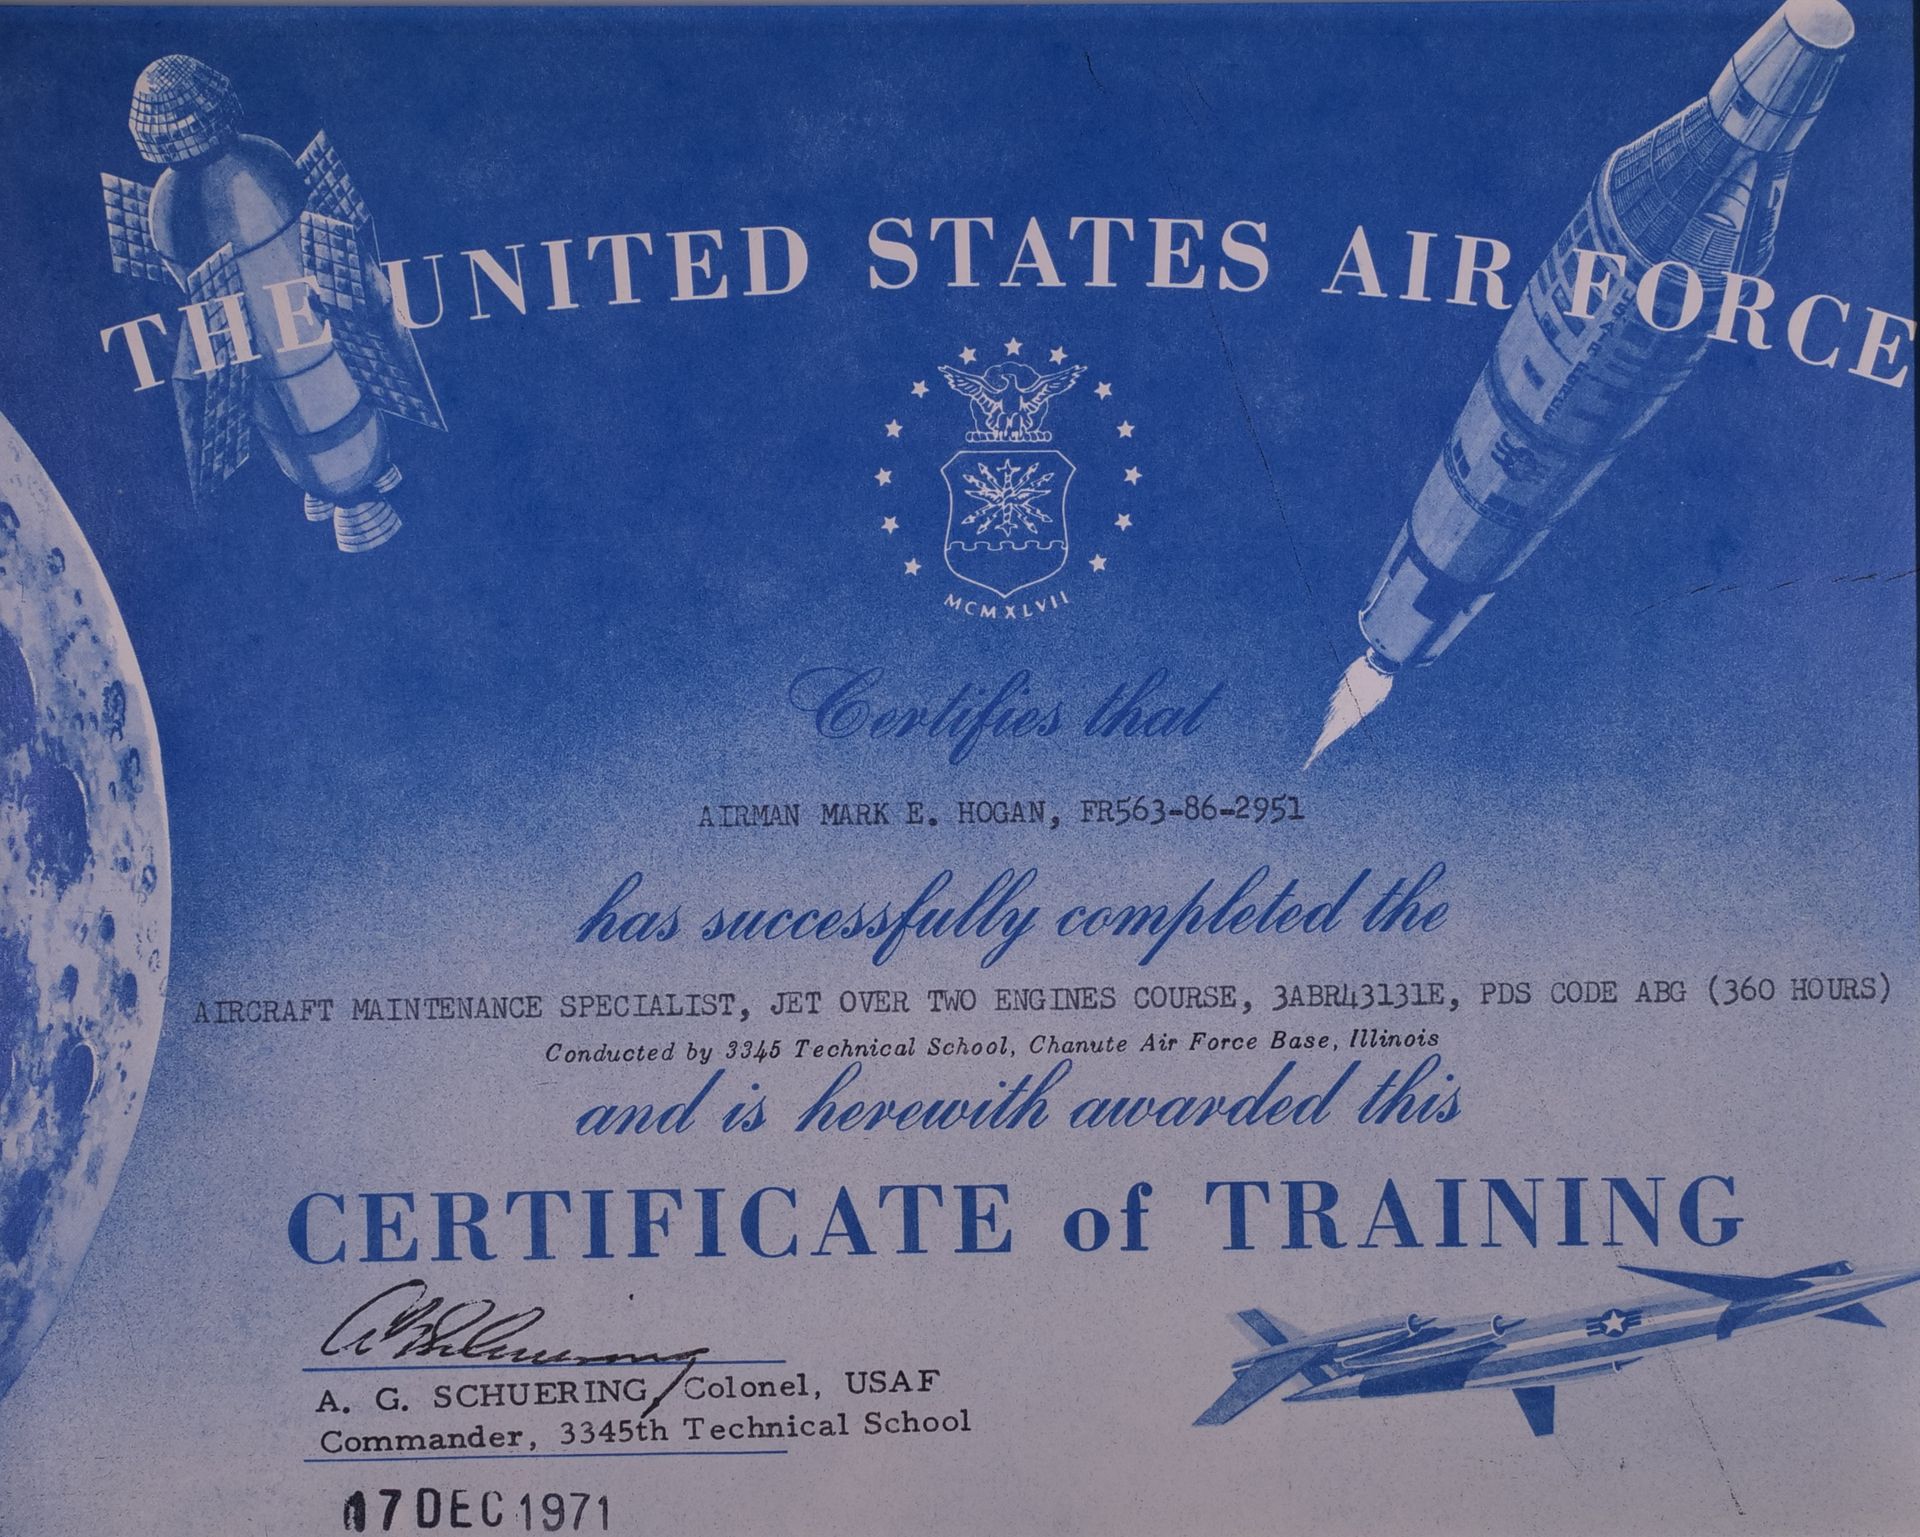 THE UNITED STATES AIR FORCE
MCMXLVII
Certifies that
AIRMAN MARK E. HOGAN, FR563-86-2951
has successfully completed the
AIRCRAFT MAINTENANCE SPECIALIST, JET OVER TWO ENGINES COURSE, 3ABR43131E, PDS CODE ABG (360 HOURS)
Conducted by 3345 Technical School, Chanute Air Force Base, Illinois
and is herewith awarded this
CERTIFICATE of TRAINING
A. G. SCHUERING, Colonel, USAF
Commander, 3345th Technical School
17 DEC 1971